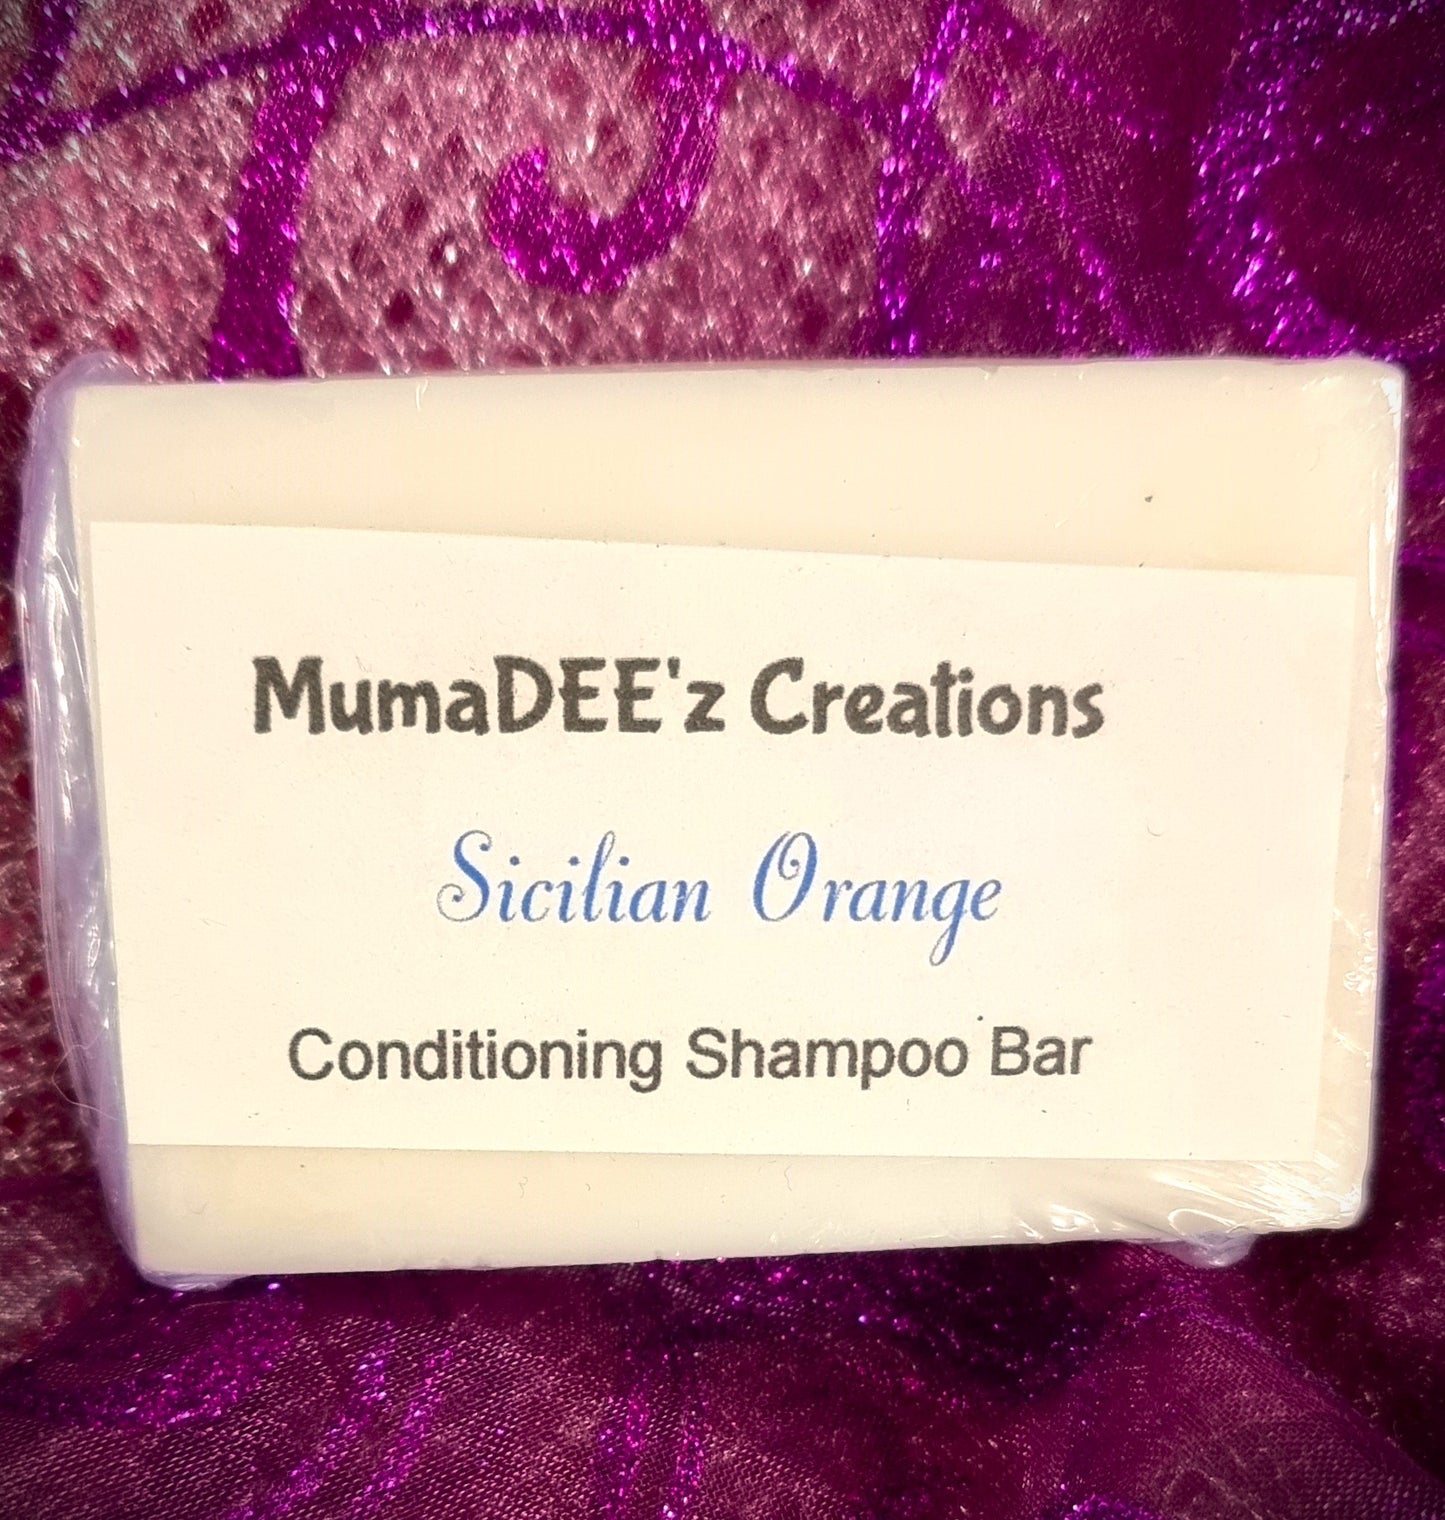 MumaDEE'z Creations
Sicilian Orange
Conditioning Shampoo Bar